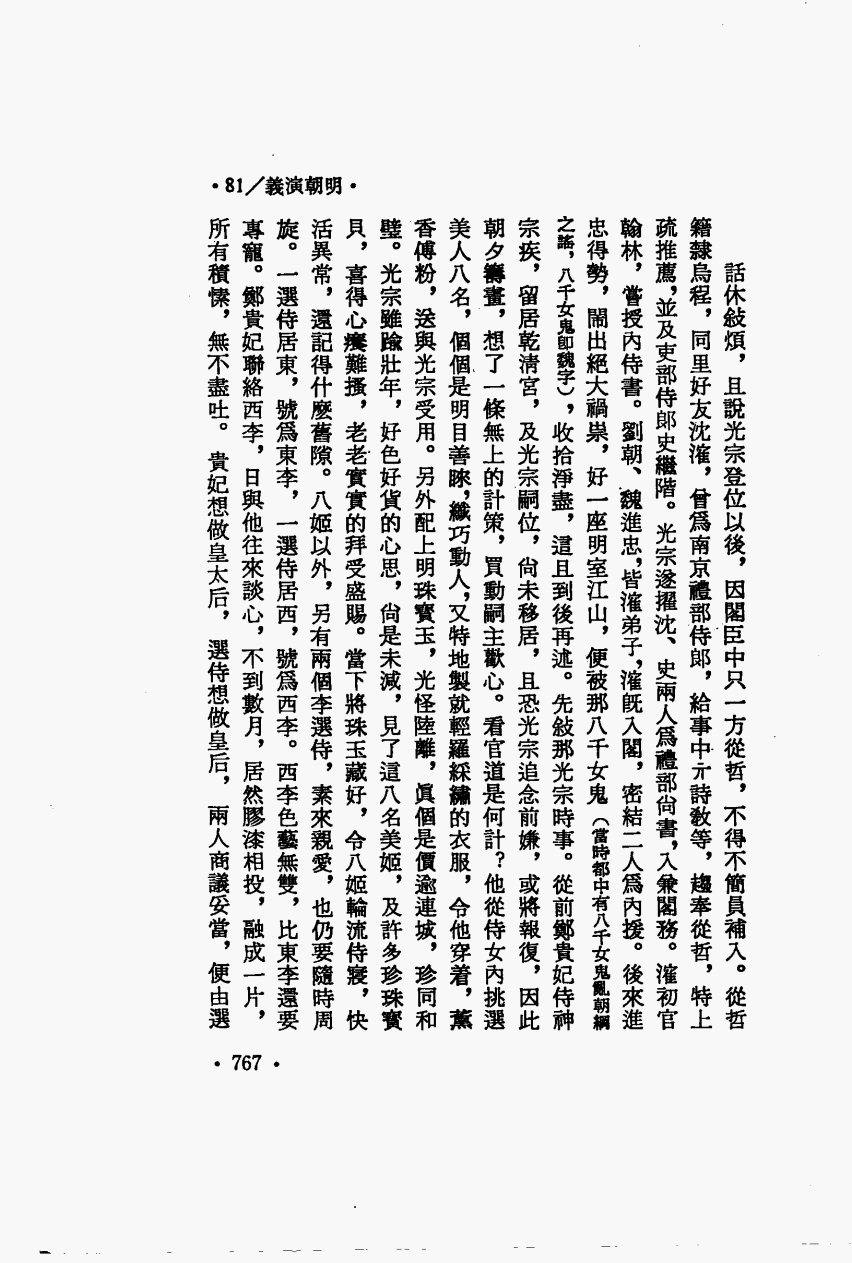 •明朝演義/81•
話休敍煩，且說光宗登位以後，因閣臣中只一方從哲，不得不簡員補入。從哲
籍隸烏程，同里好友沈㴶，曾爲南京禮部侍郎，給事中亓詩敎等，趨奉從哲，特上
疏推薦，並及吏部侍郎史繼階。光宗遂擢沈、史兩人爲禮部尙書，入兼閣務。㴶初官
翰林，嘗授內侍書。劉朝、魏進忠，皆㴶弟子，㴶旣入閣，密結二人爲內援。後來進
忠得勢，鬧出絕大禍祟，好一座明室江山，便被那八千女鬼（當時都中有八千女鬼亂朝綱
之謠，八千女鬼卽魏字），收拾淨盡，這且到後再述。先敍那光宗時事。從前鄭貴妃侍神
宗疾，留居乾淸宮，及光宗嗣位，尙未移居，且恐光宗追念前嫌，或將報復，因此
朝夕籌畫，想了一條無上的計策，買動嗣主歡心。看官道是何計？他從侍女內挑選
美人八名，個個是明目善睞，纖巧動人，又特地製就輕羅綵繡的衣服，令他穿着，薰
香傅粉，送與光宗受用。另外配上明珠寶玉，光怪陸離，眞個是價逾連城，珍同和
璧。光宗雖踰壯年，好色好貨的心思，尙是未減，見了這八名美姬，及許多珍珠寶
貝，喜得心癢難搔，老老實實的拜受盛賜。當下將珠玉藏好，令八姬輪流侍寢，快
活異常，還記得什麽舊隙。八姬以外，另有兩個李選侍，素來親愛，也仍要隨時周
旋。一選侍居東，號爲東李，一選侍居西，號爲西李。西李色藝無雙，比東李還要
專寵。鄭貴妃聯絡西李，日與他往來談心，不到數月，居然膠漆相投，融成一片，
所有積愫，無不盡吐。貴妃想做皇太后，選侍想做皇后，兩人商議妥當，便由選
•767•